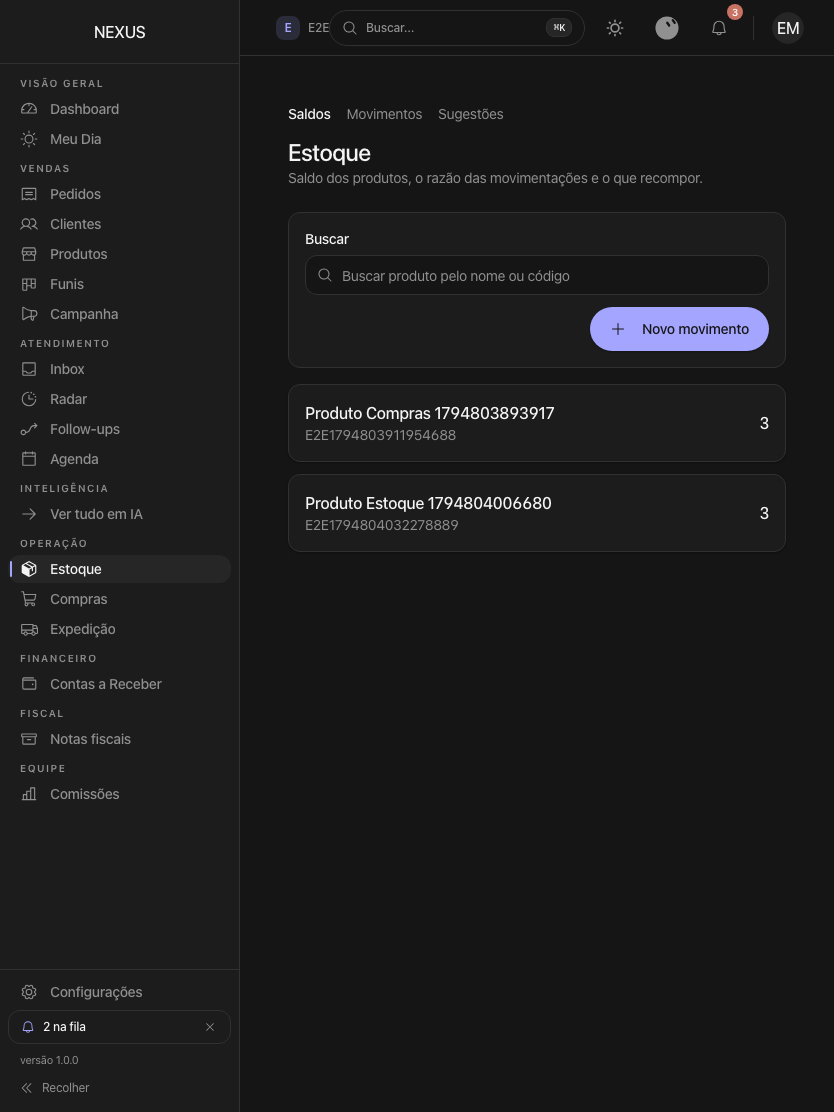 NEXUS
VISÃO GERAL
Dashboard
Meu Dia
VENDAS
Pedidos
Clientes
Produtos
Funis
Campanha
ATENDIMENTO
Inbox
Radar
Follow-ups
Agenda
INTELIGÊNCIA
Ver tudo em IA
OPERAÇÃO
Estoque
Compras
Expedição
FINANCEIRO
Contas a Receber
FISCAL
Notas fiscais
EQUIPE
Comissões
Configurações
2 na fila
versão 1.0.0
Recolher
E E2E Buscar... ⌘K 3 EM
Saldos Movimentos Sugestões
Estoque
Saldo dos produtos, o razão das movimentações e o que recompor.
Buscar
Buscar produto pelo nome ou código
Novo movimento
Produto Compras 1794803893917
E2E1794803911954688
3
Produto Estoque 1794804006680
E2E1794804032278889
3